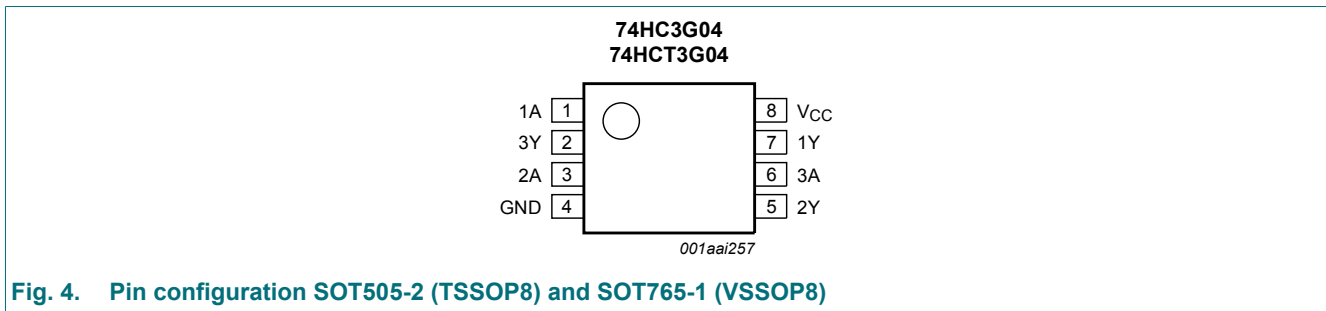 74HC3G04
74HCT3G04
1A 1 8 VCC
3Y 2 7 1Y
2A 3 6 3A
GND 4 5 2Y
001aai257
Fig. 4. Pin configuration SOT505-2 (TSSOP8) and SOT765-1 (VSSOP8)